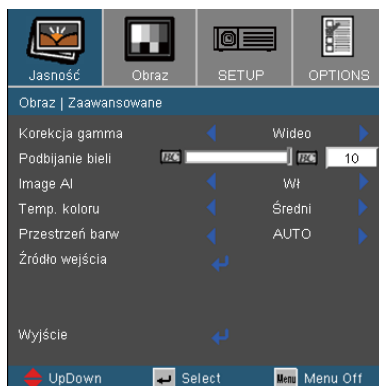 Jasność Obraz SETUP OPTIONS
Obraz | Zaawansowane
Korekcja gamma Wideo
Podbijanie bieli 10
Image AI Wł
Temp. koloru Średni
Przestrzeń barw AUTO
Źródło wejścia
Wyjście
UpDown Select Menu Menu Off